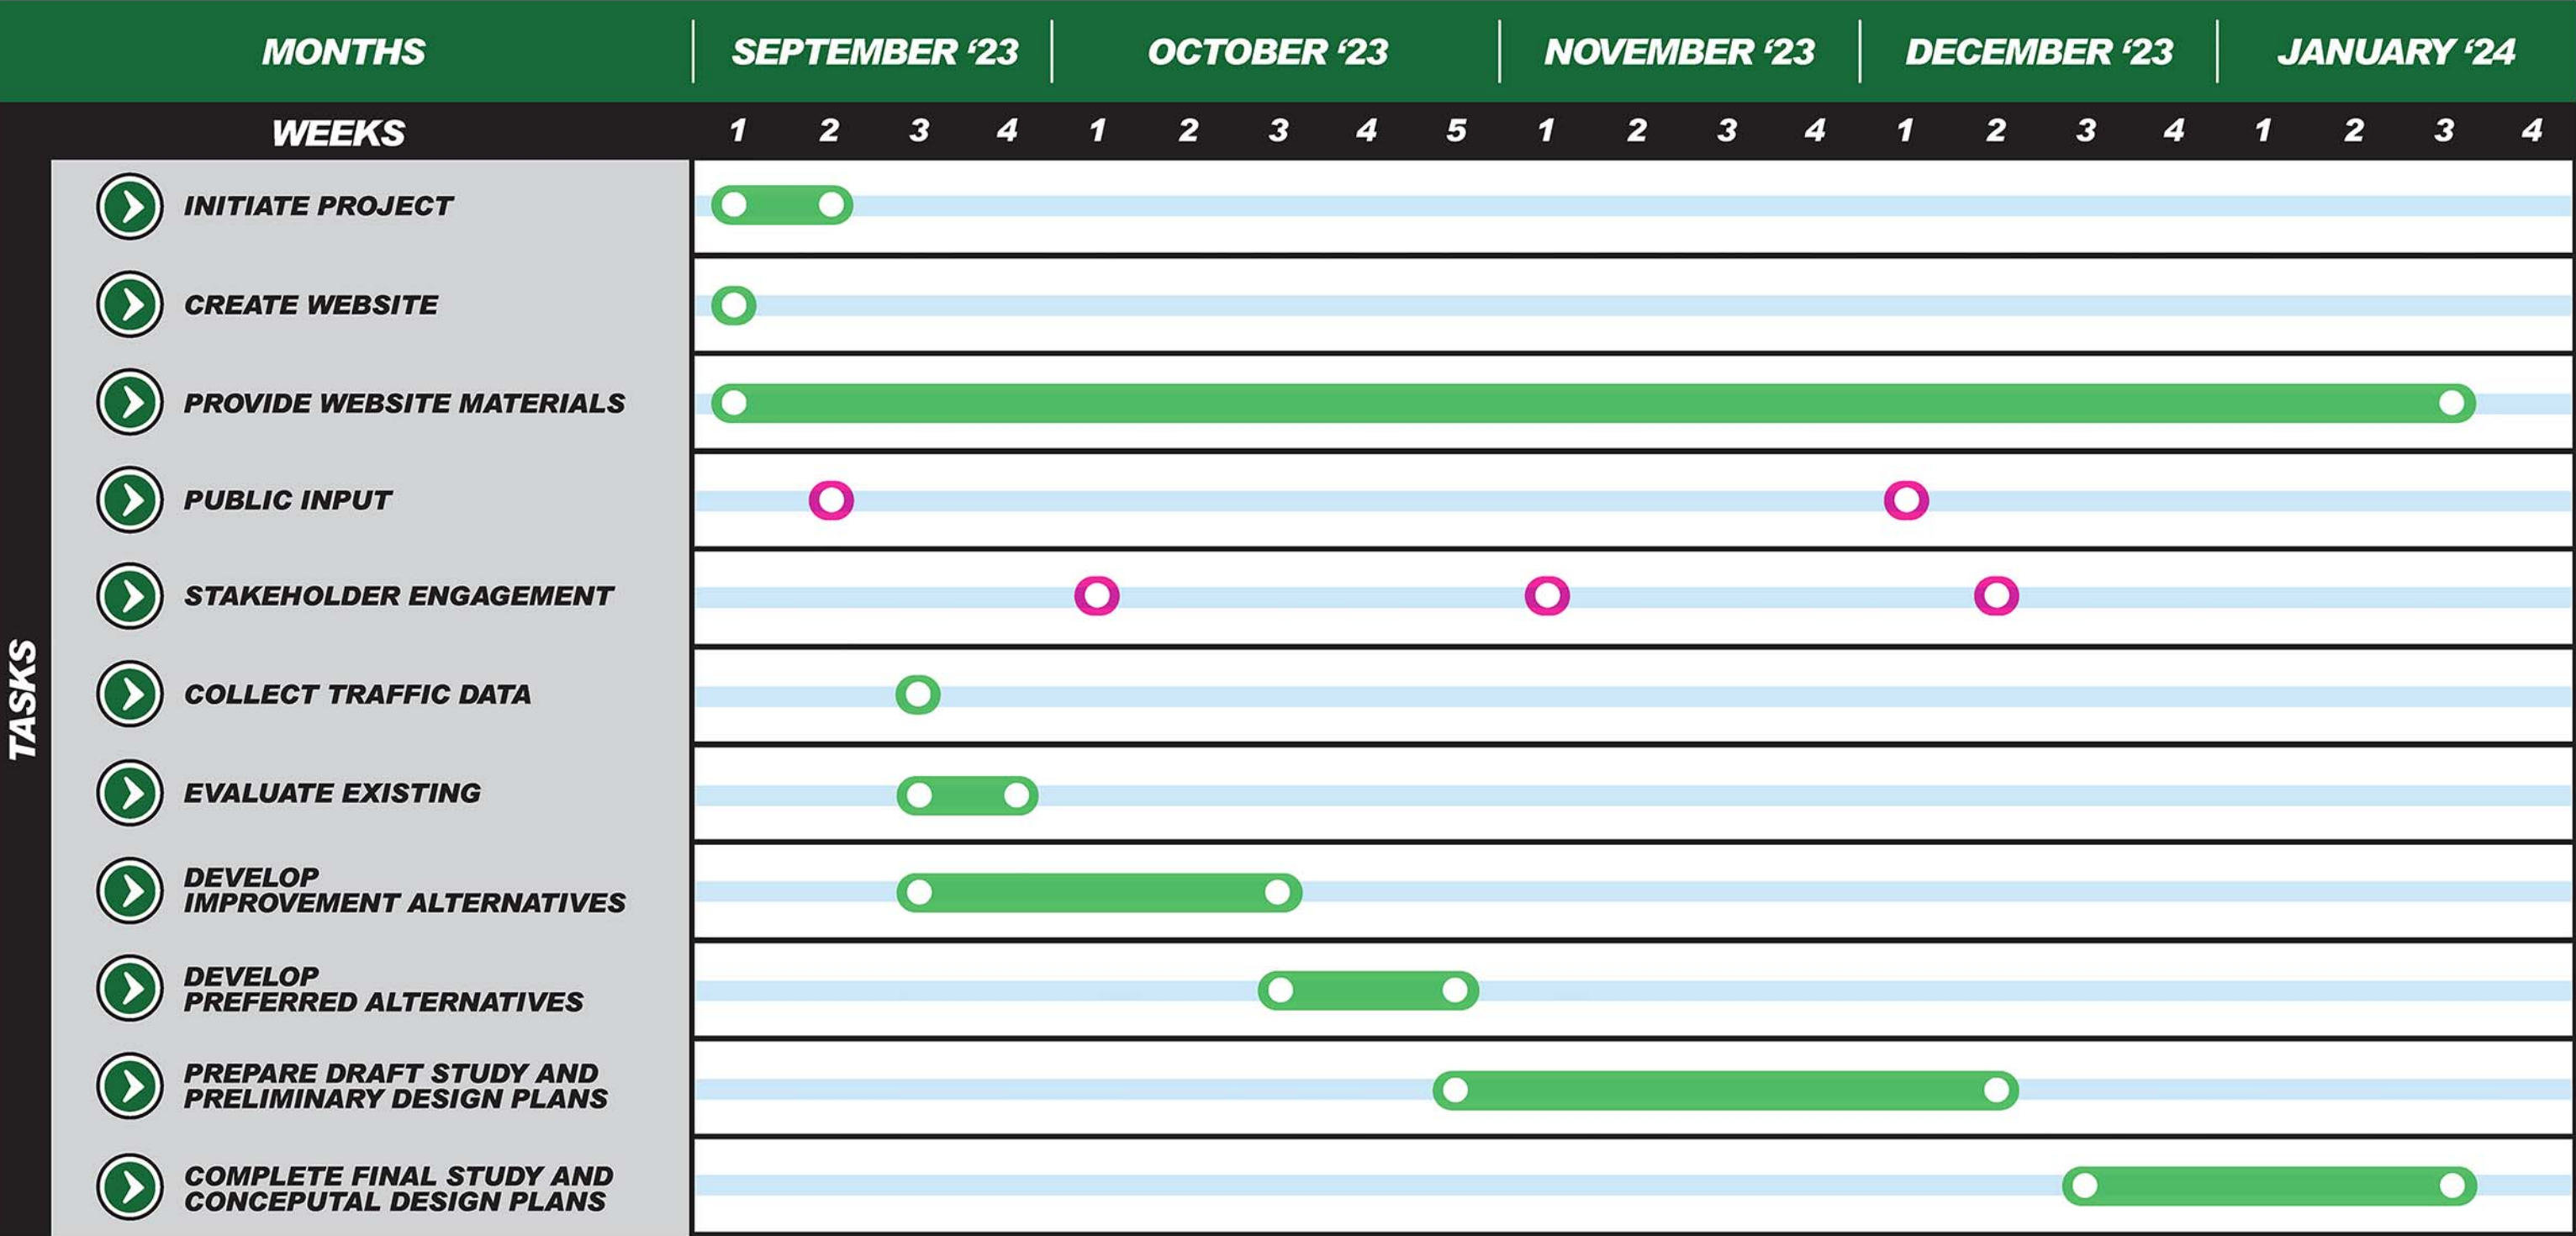 MONTHS SEPTEMBER ‘23 OCTOBER ‘23 NOVEMBER ‘23 DECEMBER ‘23 JANUARY ‘24
WEEKS 1 2 3 4 1 2 3 4 5 1 2 3 4 1 2 3 4 1 2 3 4
TASKS
INITIATE PROJECT
CREATE WEBSITE
PROVIDE WEBSITE MATERIALS
PUBLIC INPUT
STAKEHOLDER ENGAGEMENT
COLLECT TRAFFIC DATA
EVALUATE EXISTING
DEVELOP
IMPROVEMENT ALTERNATIVES
DEVELOP
PREFERRED ALTERNATIVES
PREPARE DRAFT STUDY AND
PRELIMINARY DESIGN PLANS
COMPLETE FINAL STUDY AND
CONCEPUTAL DESIGN PLANS